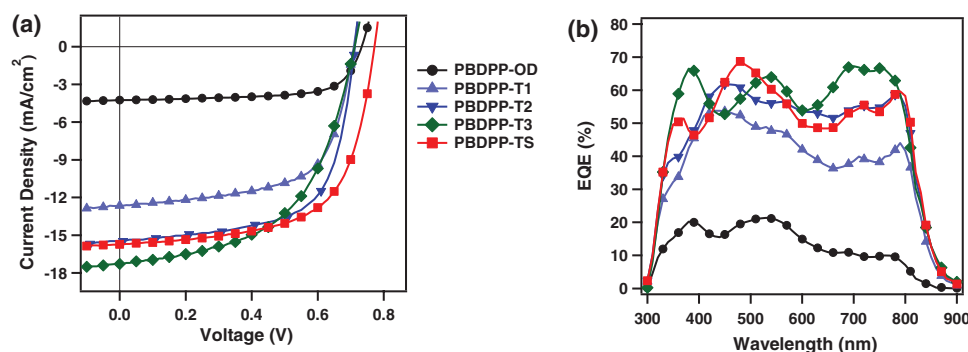 (a)
0
-3
-6
-9
-12
-15
-18
Current Density (mA/cm²)
0.0 0.2 0.4 0.6 0.8
Voltage (V)
PBDPP-OD
PBDPP-T1
PBDPP-T2
PBDPP-T3
PBDPP-TS
(b)
80
70
60
50
40
30
20
10
0
EQE (%)
300 400 500 600 700 800 900
Wavelength (nm)